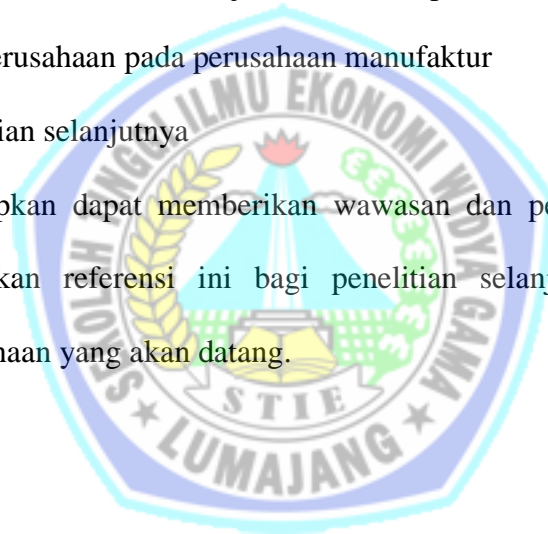 erusahaan pada perusahaan manufaktur
ian selanjutnya
pkan dapat memberikan wawasan dan pe
kan referensi ini bagi penelitian selanj
naan yang akan datang.
SEKOLAH TINGGI ILMU EKONOMI WIDYA GAMA
STIE
LUMAJANG